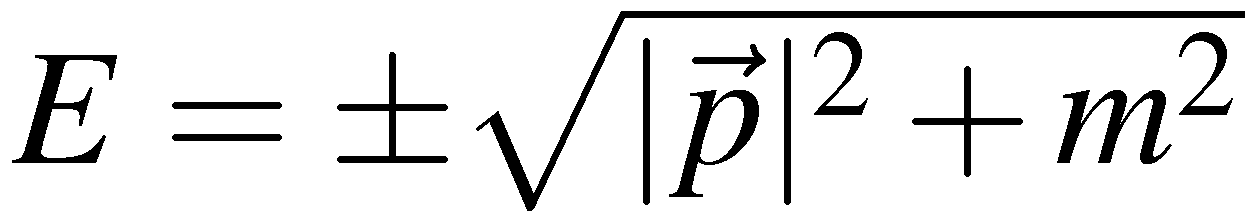 E = ±√|p⃗|² + m²